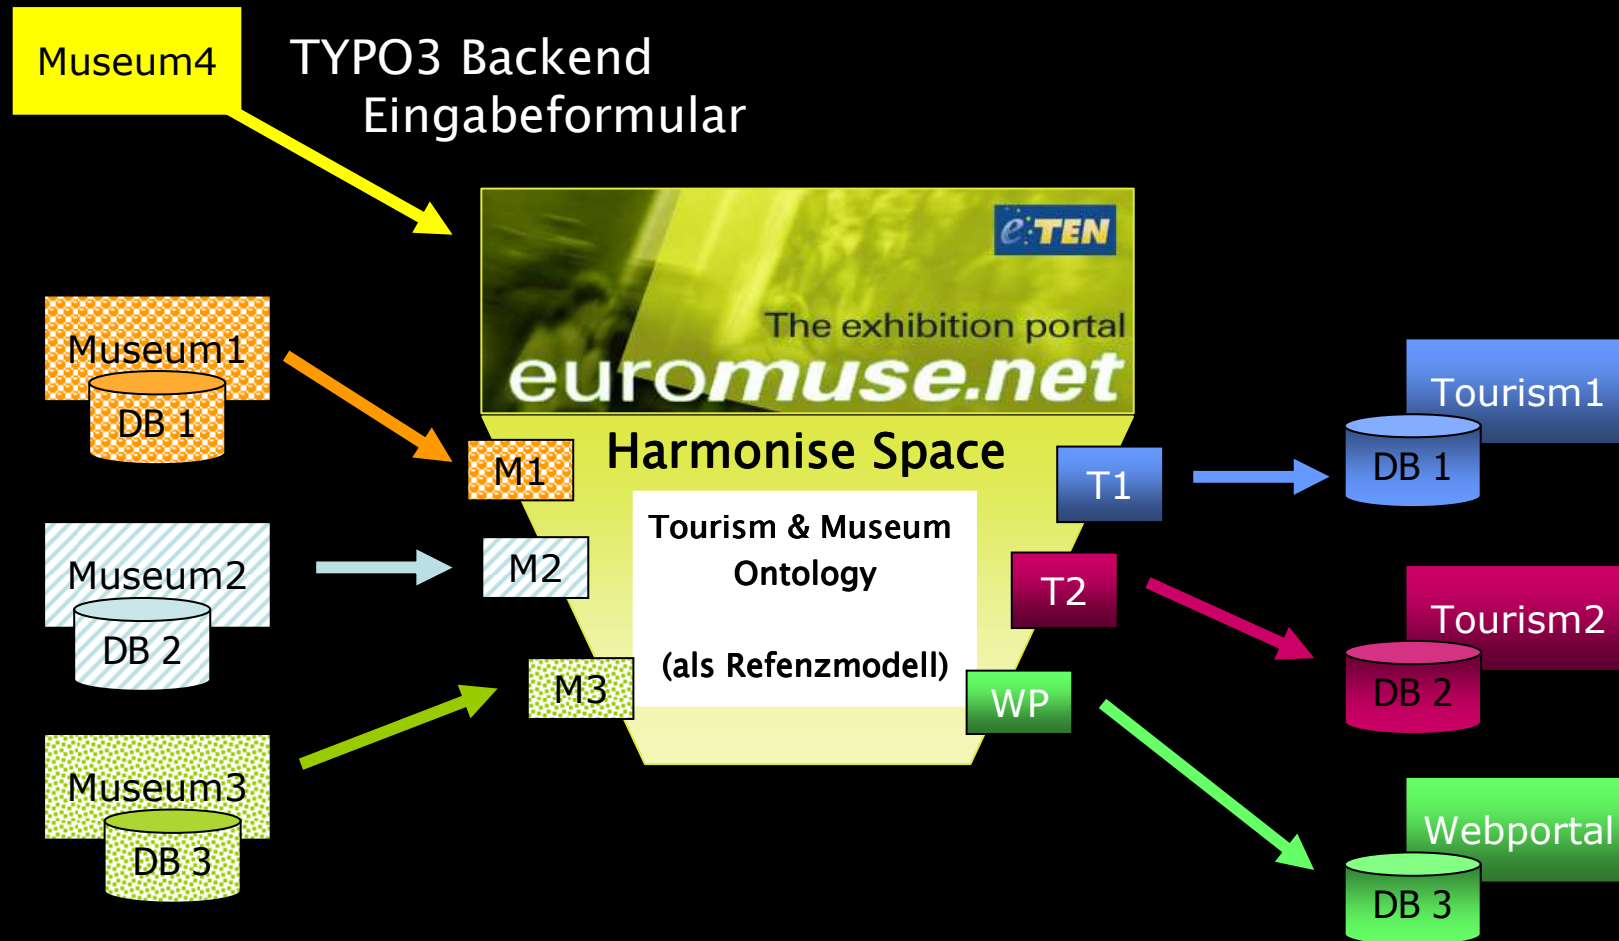 Museum4
TYPO3 Backend
Eingabeformular
e:TEN
The exhibition portal
euromuse.net
Museum1
DB 1
Museum2
DB 2
Museum3
DB 3
M1
M2
M3
Harmonise Space
Tourism & Museum
Ontology
(als Refenzmodell)
T1
T2
WP
Tourism1
DB 1
Tourism2
DB 2
Webportal
DB 3